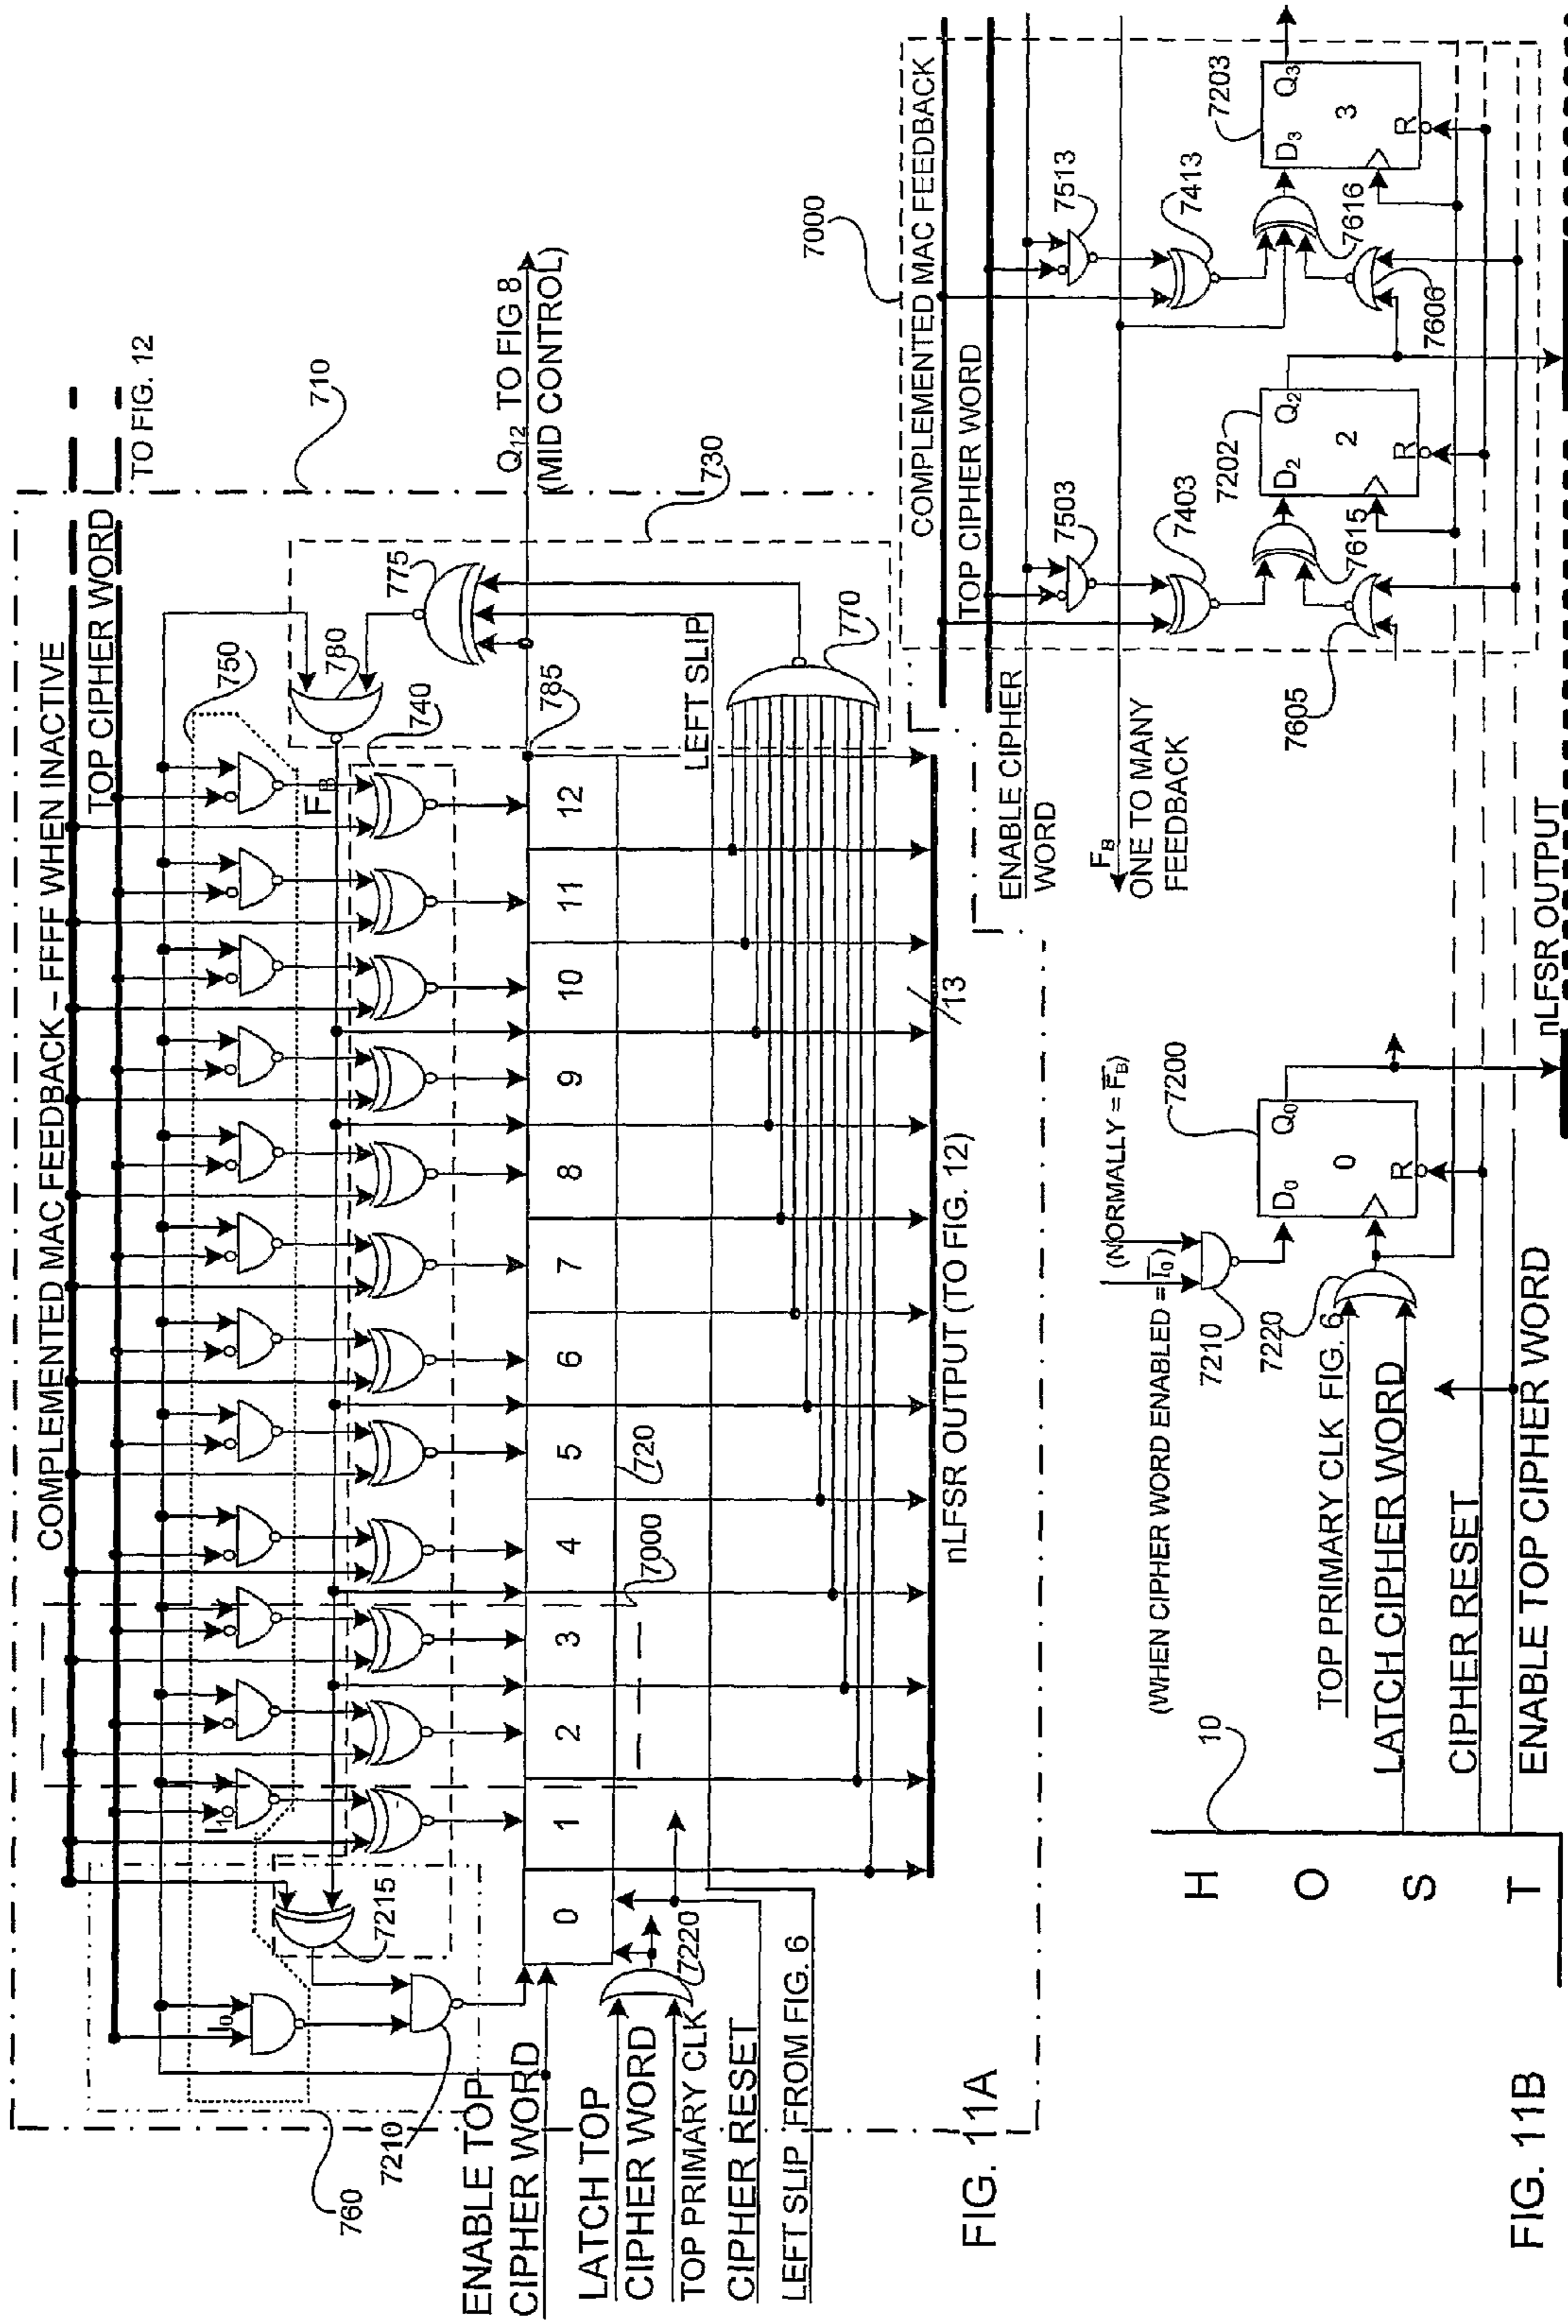 COMPLEMENTED MAC FEEDBACK – FFFF WHEN INACTIVE
TOP CIPHER WORD
TO FIG. 12
710
750
I0
I1
FB
780
775
730
740
7215
7210
760
Q12 TO FIG 8
(MID CONTROL)
785
0 1 2 3 4 5 6 7 8 9 10 11 12
720
7000
LEFT SLIP
770
13
nLFSR OUTPUT (TO FIG. 12)
ENABLE TOP
CIPHER WORD
LATCH TOP
CIPHER WORD
TOP PRIMARY CLK
7220
CIPHER RESET
LEFT SLIP FROM FIG. 6
FIG. 11A
7000
COMPLEMENTED MAC FEEDBACK
TOP CIPHER WORD
ENABLE CIPHER
WORD
FB
ONE TO MANY
FEEDBACK
7503
7513
7403
7413
7202
D2 Q2
2
R
7203
D3 Q3
3
R
7615
7616
7605
7606
(WHEN CIPHER WORD ENABLED = I̅0)
(NORMALLY = F̅B)
7210
7200
D0 Q0
0
R
7220
10
HOST
TOP PRIMARY CLK FIG. 6
LATCH CIPHER WORD
CIPHER RESET
ENABLE TOP CIPHER WORD
nLFSR OUTPUT
FIG. 11B